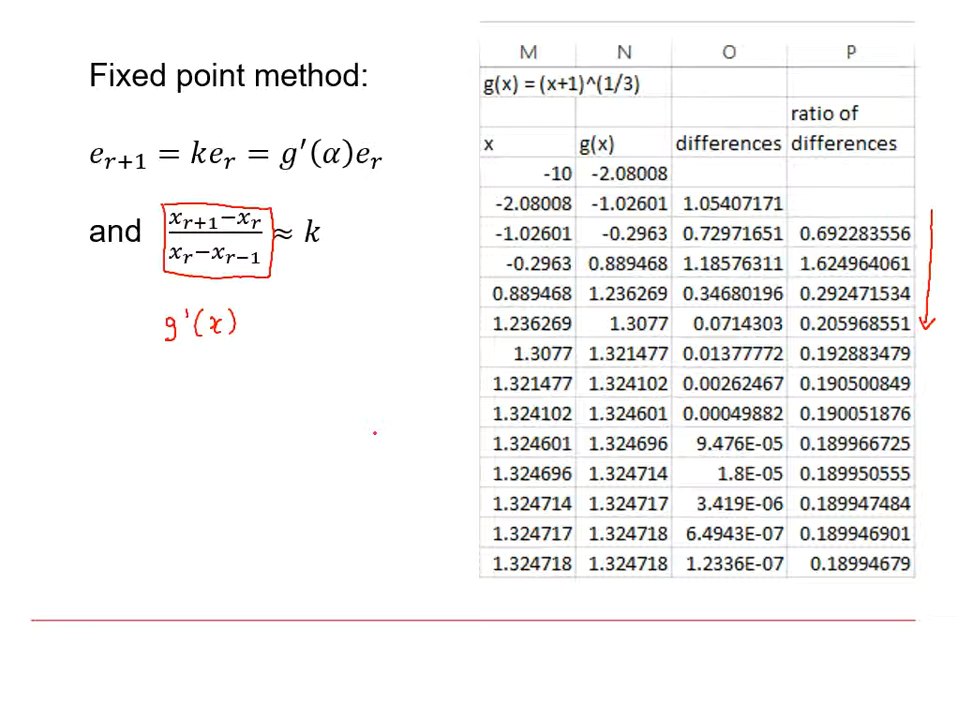 Fixed point method:
e_{r+1} = ke_r = g′(α)e_r
and (x_{r+1}−x_r)/(x_r−x_{r−1}) ≈ k
g'(x)
M N O P
g(x) = (x+1)^(1/3)
ratio of
x g(x) differences differences
-10 -2.08008
-2.08008 -1.02601 1.05407171
-1.02601 -0.2963 0.72971651 0.692283556
-0.2963 0.889468 1.18576311 1.624964061
0.889468 1.236269 0.34680196 0.292471534
1.236269 1.3077 0.0714303 0.205968551
1.3077 1.321477 0.01377772 0.192883479
1.321477 1.324102 0.00262467 0.190500849
1.324102 1.324601 0.00049882 0.190051876
1.324601 1.324696 9.476E-05 0.189966725
1.324696 1.324714 1.8E-05 0.189950555
1.324714 1.324717 3.419E-06 0.189947484
1.324717 1.324718 6.4943E-07 0.189946901
1.324718 1.324718 1.2336E-07 0.18994679